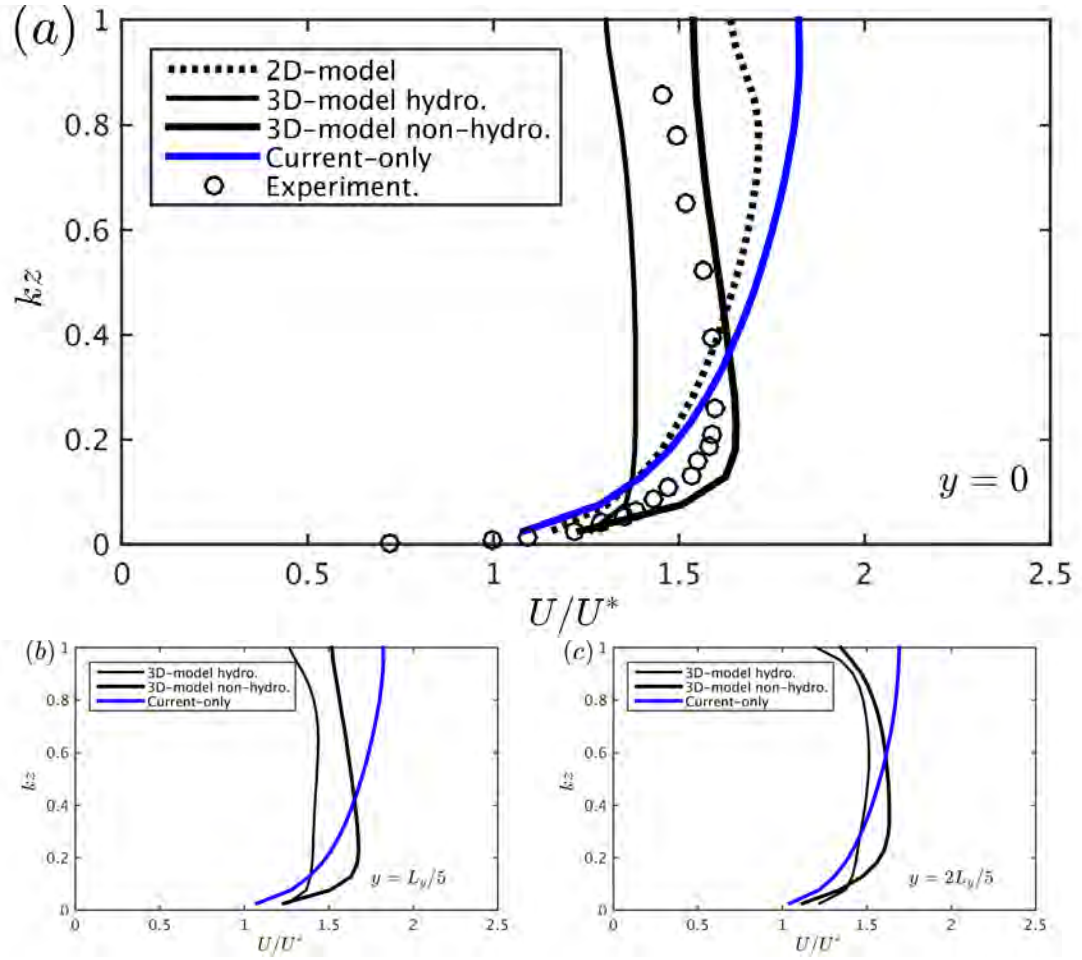 (a)
1
0.8
0.6
0.4
0.2
0
kz
2D-model
3D-model hydro.
3D-model non-hydro.
Current-only
Experiment.
y = 0
0 0.5 1 1.5 2 2.5
U/U*
(b)
1
0.8
0.6
0.4
0.2
0
kz
3D-model hydro.
3D-model non-hydro.
Current-only
y = L_y/5
0 0.5 1 1.5 2 2.5
(c)
1
0.8
0.6
0.4
0.2
0
kz
3D-model hydro.
3D-model non-hydro.
Current-only
y = 2L_y/5
0 0.5 1 1.5 2 2.5